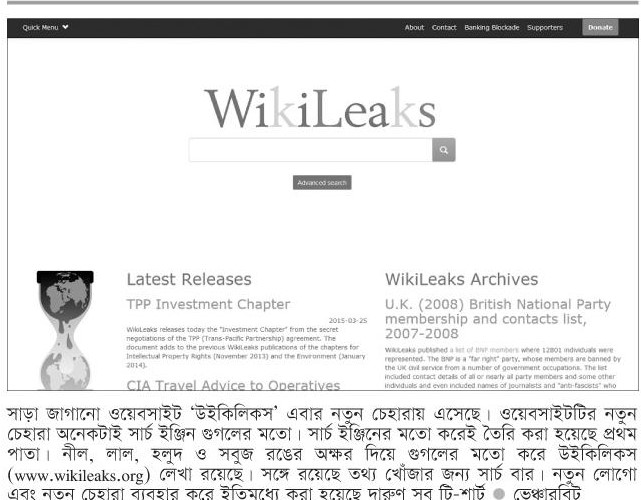 Quick Menu
About Contact Banking Blockade Supporters Donate
WikiLeaks
Advanced search
Latest Releases
TPP Investment Chapter
2015-03-25
WikiLeaks releases today the "Investment Chapter" from the secret
negotiations of the TPP (Trans-Pacific Partnership) agreement. The
document adds to the previous WikiLeaks publications of the chapters for
Intellectual Property Rights (November 2013) and the Environment (January
2014).
CIA Travel Advice to Operatives
WikiLeaks Archives
U.K. (2008) British National Party
membership and contacts list,
2007-2008
WikiLeaks published a list of BNP members where 12801 individuals were
represented. The BNP is a "far right" party, whose members are banned by
the UK civil service from a number of government occupations. The list
included contact details of all or nearly all party members and some other
individuals and even included names of journalists and "anti-fascists" who
সাড়া জাগানো ওয়েবসাইট ‘উইকিলিকস’ এবার নতুন চেহারায় এসেছে। ওয়েবসাইটটির নতুন
চেহারা অনেকটাই সার্চ ইঞ্জিন গুগলের মতো। সার্চ ইঞ্জিনের মতো করেই তৈরি করা হয়েছে প্রথম
পাতা। নীল, লাল, হলুদ ও সবুজ রঙের অক্ষর দিয়ে গুগলের মতো করে উইকিলিকস
(www.wikileaks.org) লেখা রয়েছে। সঙ্গে রয়েছে তথ্য খোঁজার জন্য সার্চ বার। নতুন লোগো
এবং নতুন চেহারা ব্যবহার করে ইতিমধ্যে করা হয়েছে দারুণ সব টি-শার্ট ● ভেঞ্চারবিট